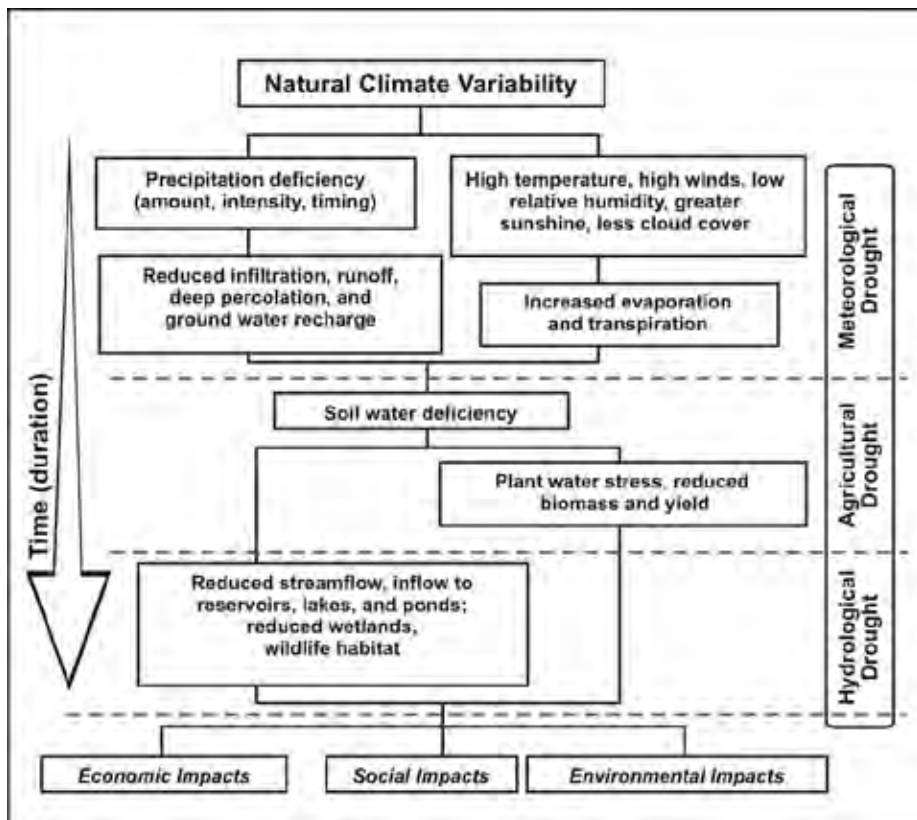 Natural Climate Variability
Precipitation deficiency
(amount, intensity, timing)
High temperature, high winds, low
relative humidity, greater
sunshine, less cloud cover
Reduced infiltration, runoff,
deep percolation, and
ground water recharge
Increased evaporation
and transpiration
Meteorological
Drought
Time (duration)
Soil water deficiency
Plant water stress, reduced
biomass and yield
Agricultural
Drought
Reduced streamflow, inflow to
reservoirs, lakes, and ponds;
reduced wetlands,
wildlife habitat
Hydrological
Drought
Economic Impacts
Social Impacts
Environmental Impacts